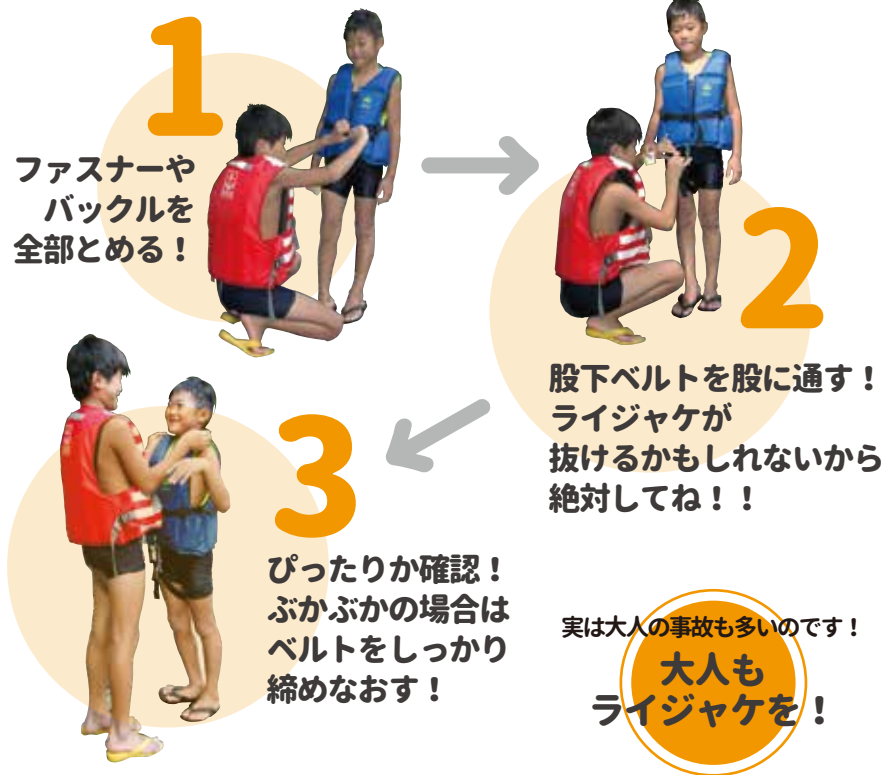 1
ファスナーや
バックルを
全部とめる！
2
股下ベルトを股に通す！
ライジャケが
抜けるかもしれないから
絶対してね！！
3
ぴったりか確認！
ぶかぶかの場合は
ベルトをしっかり
締めなおす！
実は大人の事故も多いのです！
大人も
ライジャケを！